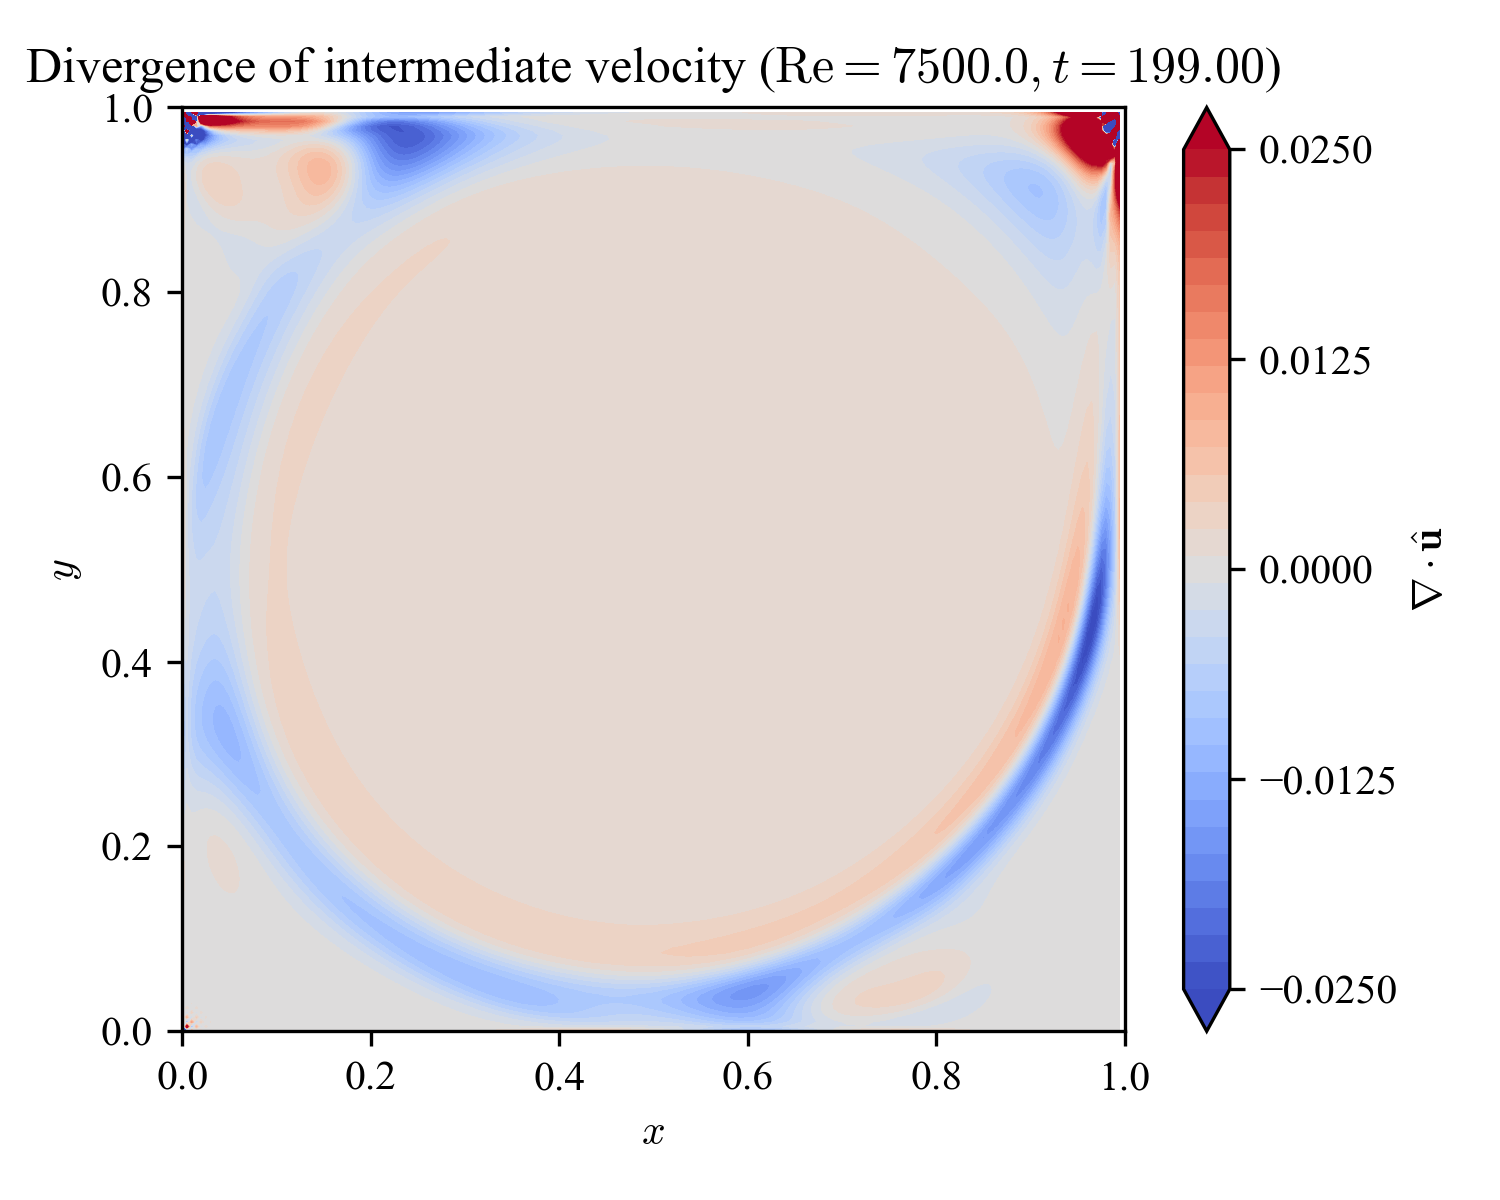 Divergence of intermediate velocity (Re = 7500.0, t = 199.00)
1.0
0.8
0.6
0.4
0.2
0.0
y
0.0 0.2 0.4 0.6 0.8 1.0
x
0.0250
0.0125
0.0000
−0.0125
−0.0250
∇ · û